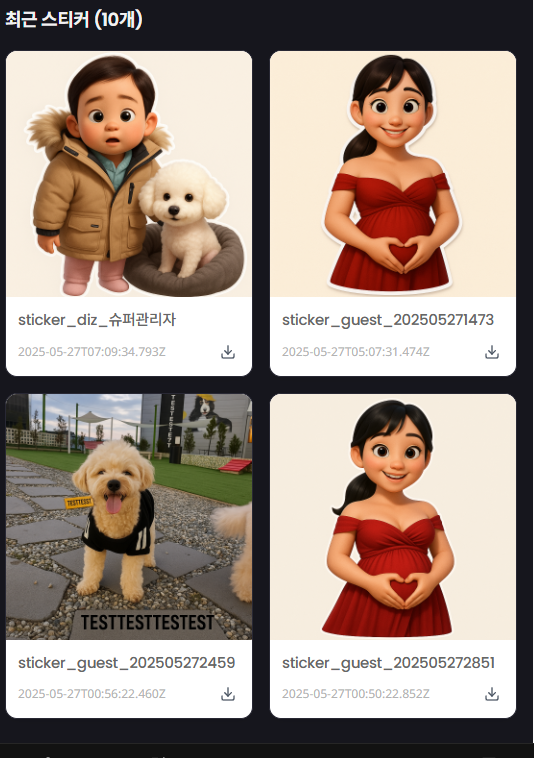 최근 스티커 (10개)
sticker_diz_슈퍼관리자
2025-05-27T07:09:34.793Z
sticker_guest_202505271473
2025-05-27T05:07:31.474Z
TESTTEST
TESTTEST
TESTTESTTESTEST
sticker_guest_202505272459
2025-05-27T00:56:22.460Z
sticker_guest_202505272851
2025-05-27T00:50:22.852Z